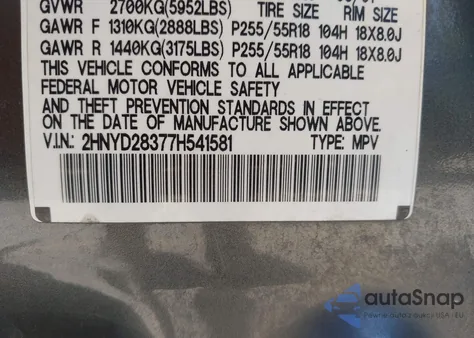 GVWR 2700KG(5952LBS) TIRE SIZE RIM SIZE
GAWR F 1310KG(2888LBS) P255/55R18 104H 18X8.0J
GAWR R 1440KG(3175LBS) P255/55R18 104H 18X8.0J
THIS VEHICLE CONFORMS TO ALL APPLICABLE
FEDERAL MOTOR VEHICLE SAFETY
AND THEFT PREVENTION STANDARDS IN EFFECT
ON THE DATE OF MANUFACTURE SHOWN ABOVE.
V.I.N.: 2HNYD28377H541581 TYPE: MPV
autoSnap